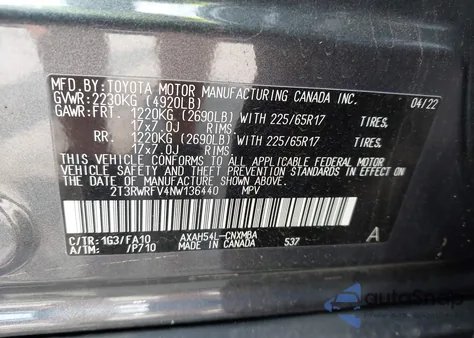 MFD.BY:TOYOTA MOTOR MANUFACTURING CANADA INC.
GVWR:2230KG (4920LB) 04/22
GAWR:FRT. 1220KG (2690LB) WITH 225/65R17 TIRES,
17x7.0J RIMS.
RR. 1220KG (2690LB) WITH 225/65R17 TIRES,
17x7.0J RIMS.
THIS VEHICLE CONFORMS TO ALL APPLICABLE FEDERAL MOTOR
VEHICLE SAFETY AND THEFT PREVENTION STANDARDS IN EFFECT
ON THE DATE OF MANUFACTURE SHOWN ABOVE.
2T3RWRFV4NW136440 MPV
C/TR: 1G3/FA10 AXAH54L-CNXMBA A
A/TM: /P710 MADE IN CANADA 537
autoSnap